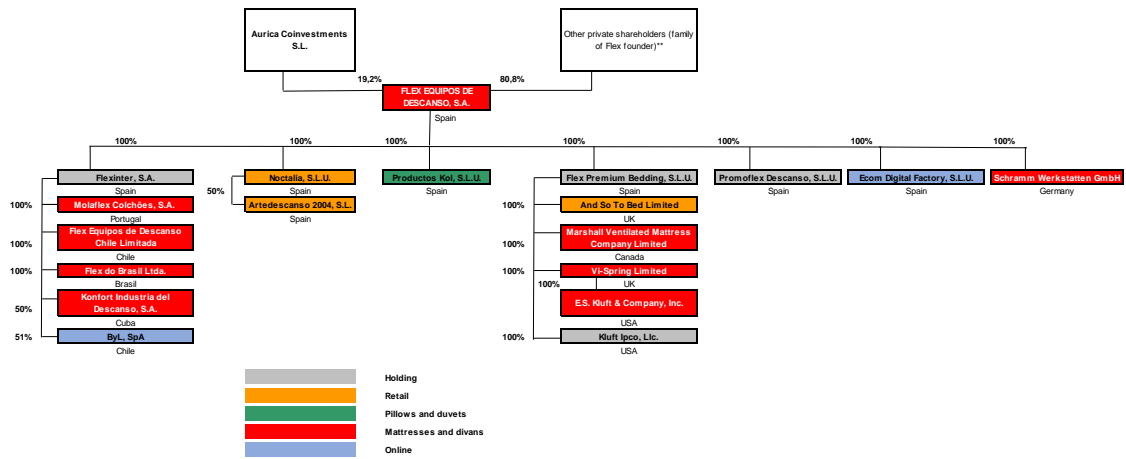 Aurica Coinvestments
S.L.
Other private shareholders (family
of Flex founder)**
19,2%
80,8%
FLEX EQUIPOS DE
DESCANSO, S.A.
Spain
100%
100%
100%
100%
100%
100%
100%
Flexinter, S.A.
Spain
Noctalia, S.L.U.
Spain
Productos Kol, S.L.U.
Spain
Flex Premium Bedding, S.L.U.
Spain
Promoflex Descanso, S.L.U.
Spain
Ecom Digital Factory, S.L.U.
Spain
Schramm Werkstatten GmbH
Germany
100%
Molaflex Colchões, S.A.
Portugal
100%
Flex Equipos de Descanso
Chile Limitada
Chile
100%
Flex do Brasil Ltda.
Brasil
50%
Konfort Industria del
Descanso, S.A.
Cuba
51%
ByL, SpA
Chile
50%
Artedescanso 2004, S.L.
Spain
100%
And So To Bed Limited
UK
100%
Marshall Ventilated Mattress
Company Limited
Canada
100%
Vi-Spring Limited
UK
100%
E.S. Kluft & Company, Inc.
USA
100%
Kluft Ipco, Llc.
USA
Holding
Retail
Pillows and duvets
Mattresses and divans
Online